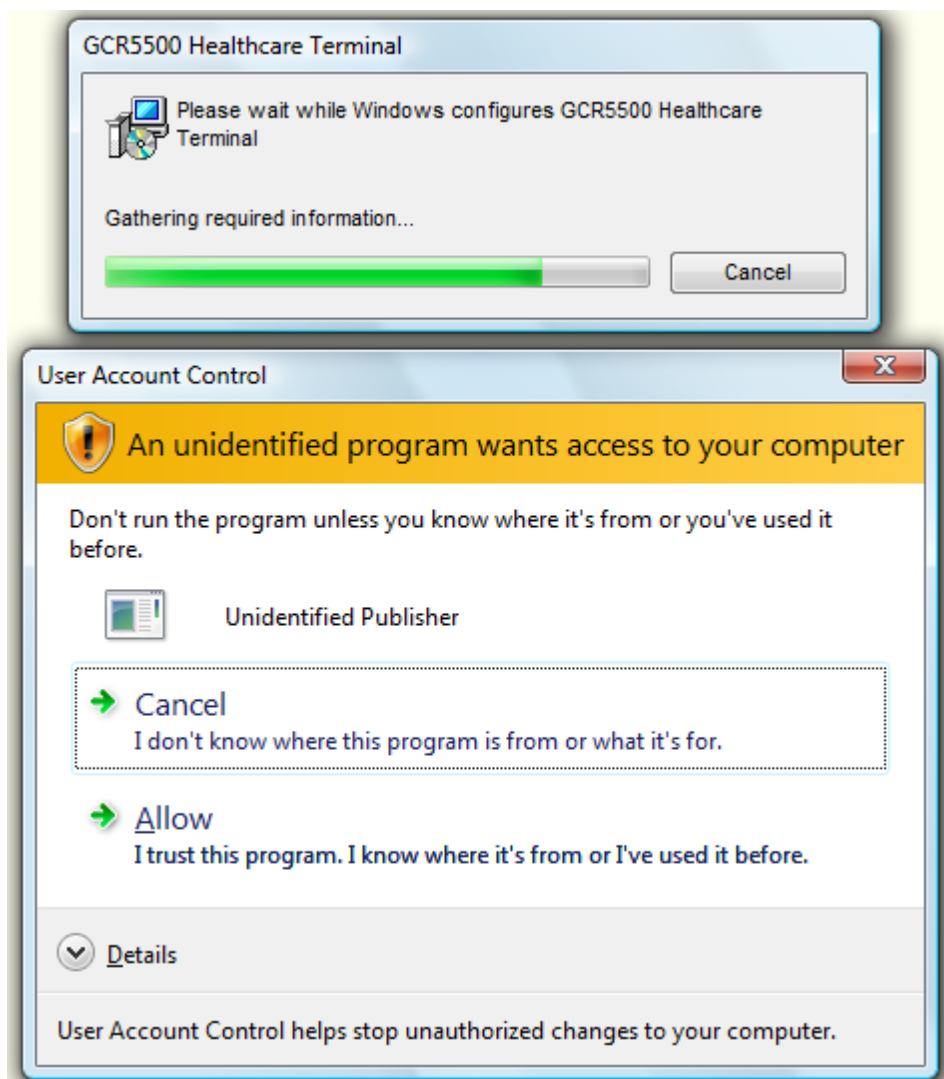 GCR5500 Healthcare Terminal
Please wait while Windows configures GCR5500 Healthcare
Terminal
Gathering required information...
Cancel
User Account Control
An unidentified program wants access to your computer
Don't run the program unless you know where it's from or you've used it
before.
Unidentified Publisher
Cancel
I don't know where this program is from or what it's for.
Allow
I trust this program. I know where it's from or I've used it before.
Details
User Account Control helps stop unauthorized changes to your computer.